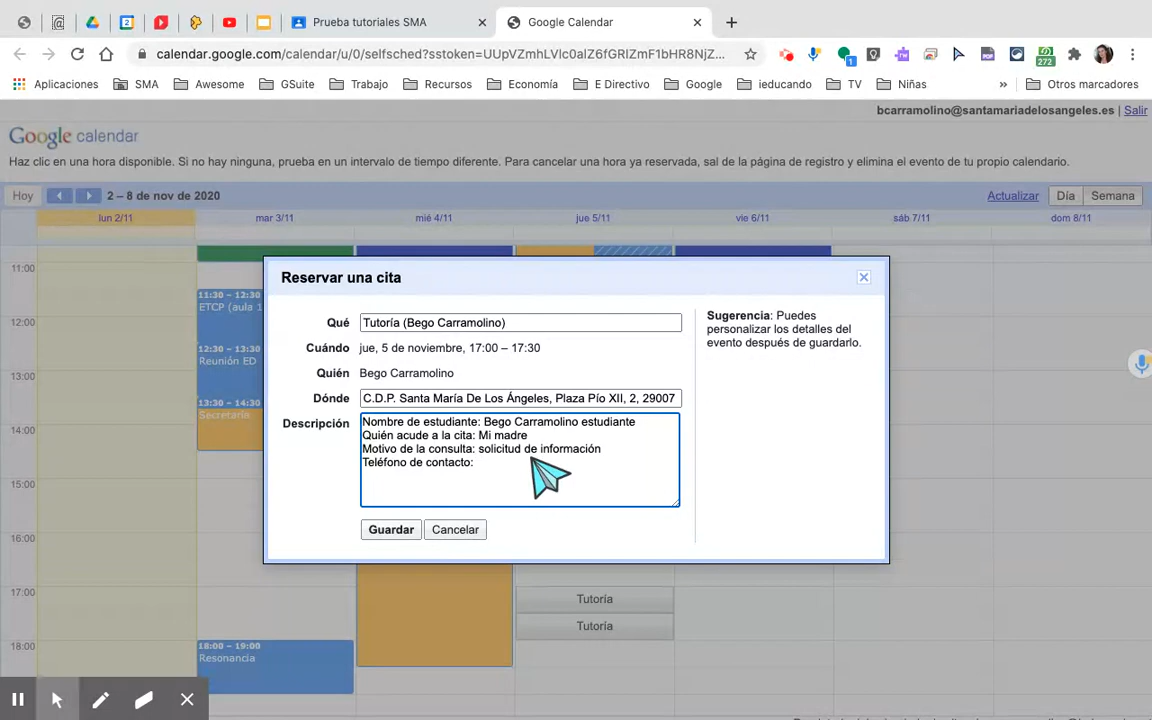 Prueba tutoriales SMA
Google Calendar
calendar.google.com/calendar/u/0/selfsched?sstoken=UUpVZmhLVlc0alZ6fGRlZmF1bHR8NjZ...
1
272
Aplicaciones
SMA
Awesome
GSuite
Trabajo
Recursos
Economía
E Directivo
Google
ieducando
TV
Niñas
»
Otros marcadores
bcarramolino@santamariadelosangeles.es | Salir
Google calendar
Haz clic en una hora disponible. Si no hay ninguna, prueba en un intervalo de tiempo diferente. Para cancelar una hora ya reservada, sal de la página de registro y elimina el evento de tu propio calendario.
Hoy
2 – 8 de nov de 2020
Actualizar
Día
Semana
lun 2/11
mar 3/11
mié 4/11
jue 5/11
vie 6/11
sáb 7/11
dom 8/11
11:00
12:00
13:00
14:00
15:00
16:00
17:00
18:00
11:30 – 12:30
ETCP (aula 1
12:30 – 13:30
Reunión ED
13:30 – 14:30
Secretaría
18:00 – 19:00
Resonancia
Tutoría
Tutoría
Reservar una cita
Qué
Tutoría (Bego Carramolino)
Cuándo
jue, 5 de noviembre, 17:00 – 17:30
Quién
Bego Carramolino
Dónde
C.D.P. Santa María De Los Ángeles, Plaza Pío XII, 2, 29007
Descripción
Nombre de estudiante: Bego Carramolino estudiante
Quién acude a la cita: Mi madre
Motivo de la consulta: solicitud de información
Teléfono de contacto:
Guardar
Cancelar
Sugerencia: Puedes
personalizar los detalles del
evento después de guardarlo.